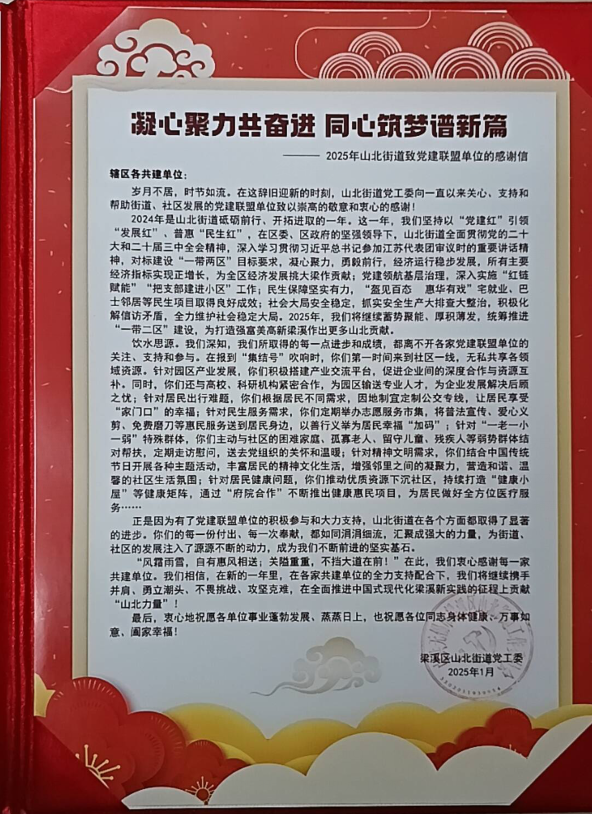 凝心聚力共奋进 同心筑梦谱新篇
——— 2025年山北街道致党建联盟单位的感谢信
辖区各共建单位：
岁月不居，时节如流。在这辞旧迎新的时刻，山北街道党工委向一直以来关心、支持和
帮助街道、社区发展的党建联盟单位致以崇高的敬意和衷心的感谢！
2024年是山北街道砥砺前行、开拓进取的一年。这一年，我们坚持以“党建红”引领
“发展红”、普惠“民生红”，在区委、区政府的坚强领导下，山北街道全面贯彻党的二十
大和二十届三中全会精神，深入学习贯彻习近平总书记参加江苏代表团审议时的重要讲话精
神，对标建设“一带两区”目标要求，凝心聚力，勇毅前行，经济运行稳步发展，所有主要
经济指标实现正增长，为全区经济发展挑大梁作贡献；党建领航基层治理，深入实施“红链
赋能”“把支部建进小区”工作；民生保障坚实有力，“盔见百态 惠华有戏”宅就业、巴
士邻居等民生项目取得良好成效；社会大局安全稳定，抓实安全生产大排查大整治，积极化
解信访矛盾，全力维护社会稳定大局。2025年，我们将继续蓄势聚能、厚积薄发，统筹推进
“一带二区”建设，为打造强富美高新梁溪作出更多山北贡献。
饮水思源。我们深知，我们所取得的每一点进步和成绩，都离不开各家党建联盟单位的
关注、支持和参与。在报到“集结号”吹响时，你们第一时间来到社区一线，无私共享各领
域资源。针对园区产业发展，你们积极搭建产业交流平台，促进企业间的深度合作与资源互
补。同时，你们还与高校、科研机构紧密合作，为园区输送专业人才，为企业发展解决后顾
之忧；针对居民出行难题，你们根据居民不同需求，因地制宜定制公交专线，让居民享受
“家门口”的幸福；针对民生服务需求，你们定期举办志愿服务市集，将普法宣传、爱心义
剪、免费磨刀等惠民服务送到居民身边，以善行义举为居民幸福“加码”；针对“一老一小
一弱”特殊群体，你们主动与社区的困难家庭、孤寡老人、留守儿童、残疾人等弱势群体结
对帮扶，定期走访慰问，送去党组织的关怀和温暖；针对精神文明需求，你们结合中国传统
节日开展各种主题活动，丰富居民的精神文化生活，增强邻里之间的凝聚力，营造和谐、温
馨的社区生活氛围；针对居民健康问题，你们推动优质资源下沉社区，持续打造“健康小
屋”等健康矩阵，通过“府院合作”不断推出健康惠民项目，为居民做好全方位医疗服
务……
正是因为有了党建联盟单位的积极参与和大力支持，山北街道在各个方面都取得了显著
的进步。你们的每一份付出、每一次奉献，都如同涓涓细流，汇聚成强大的力量，为街道、
社区的发展注入了源源不断的动力，成为我们不断前进的坚实基石。
“风霜雨雪，自有惠风相送；关隘重重，不挡大道在前！”在此，我们衷心感谢每一家
共建单位。我们相信，在新的一年里，在各家共建单位的全力支持配合下，我们将继续携手
并肩、勇立潮头、不畏挑战、攻坚克难，在全面推进中国式现代化梁溪新实践的征程上贡献
“山北力量”！
最后，衷心地祝愿各单位事业蓬勃发展、蒸蒸日上，也祝愿各位同志身体健康、万事如
意、阖家幸福！
梁溪区山北街道党工委
2025年1月